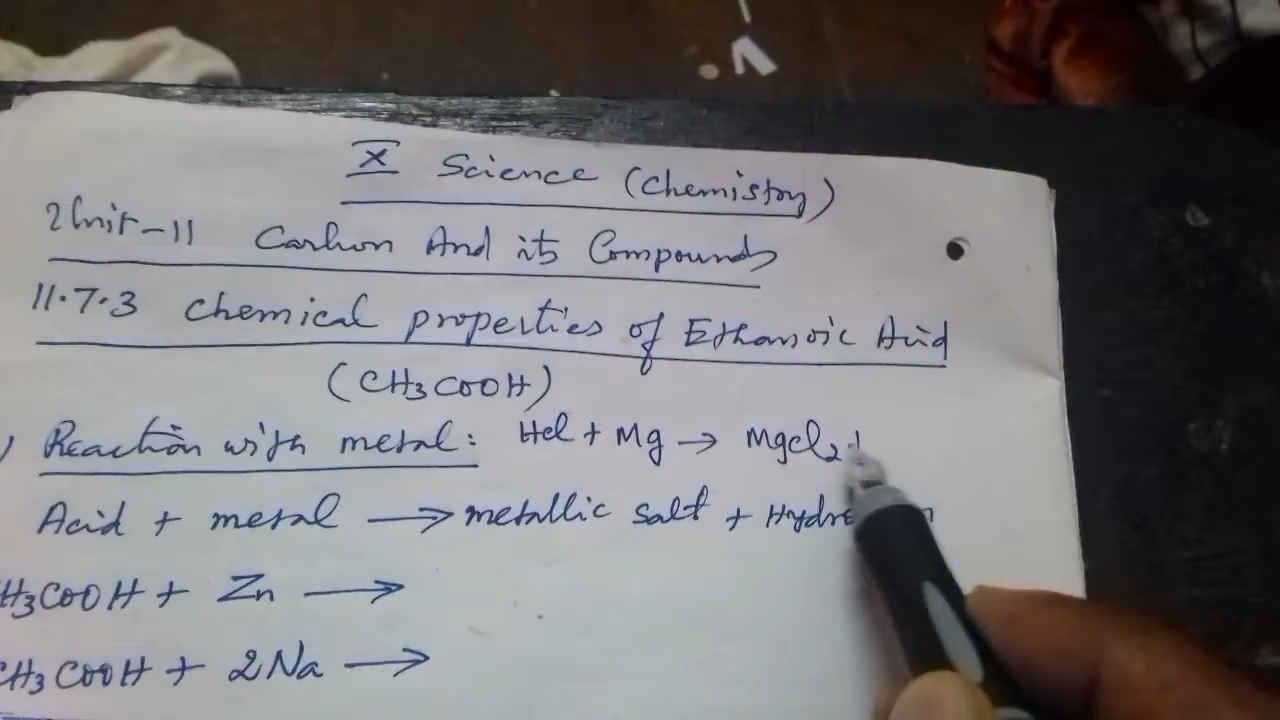 X Science (Chemistry)
Unit-11 Carbon And its Compounds
11.7.3 Chemical properties of Ethanoic Acid
(CH3COOH)
) Reaction with metal: Hcl + Mg → Mgcl2
Acid + metal → metallic salt +
H3COOH + Zn →
CH3COOH + 2Na →